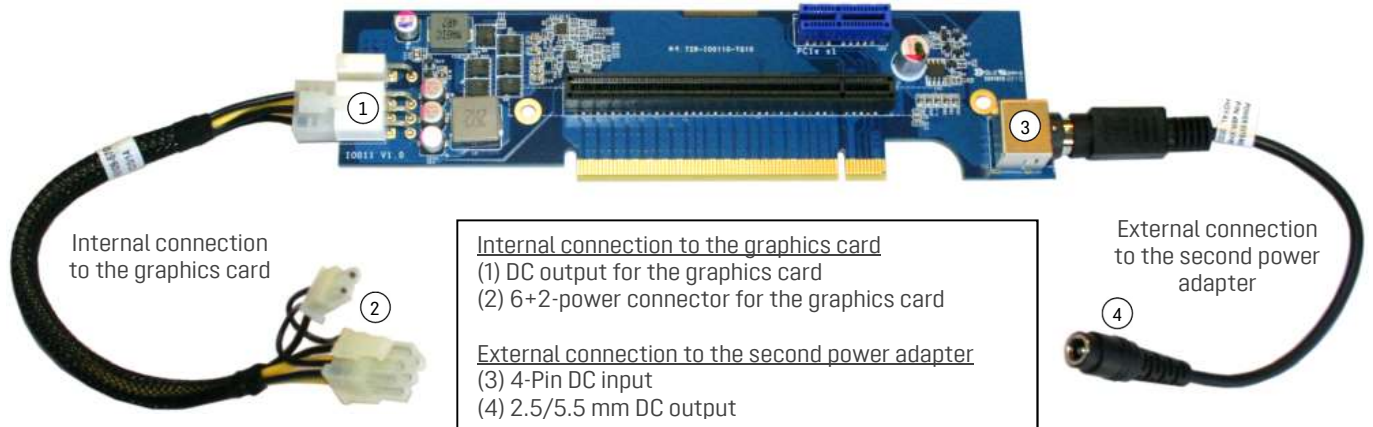 PCIe x1
IO011 V1.0
1
3
Internal connection
to the graphics card
2
Internal connection to the graphics card
(1) DC output for the graphics card
(2) 6+2-power connector for the graphics card
External connection to the second power adapter
(3) 4-Pin DC input
(4) 2.5/5.5 mm DC output
External connection
to the second power
adapter
4